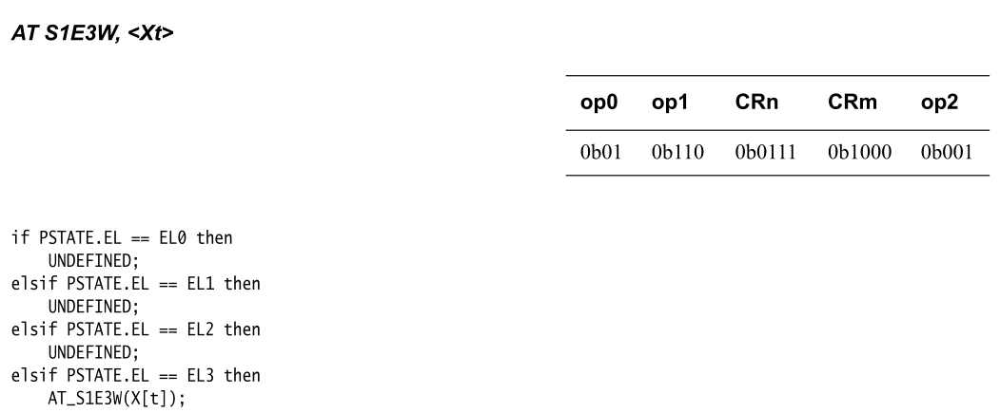 AT S1E3W, <Xt>
op0 op1 CRn CRm op2
0b01 0b110 0b0111 0b1000 0b001
if PSTATE.EL == EL0 then
    UNDEFINED;
elsif PSTATE.EL == EL1 then
    UNDEFINED;
elsif PSTATE.EL == EL2 then
    UNDEFINED;
elsif PSTATE.EL == EL3 then
    AT_S1E3W(X[t]);